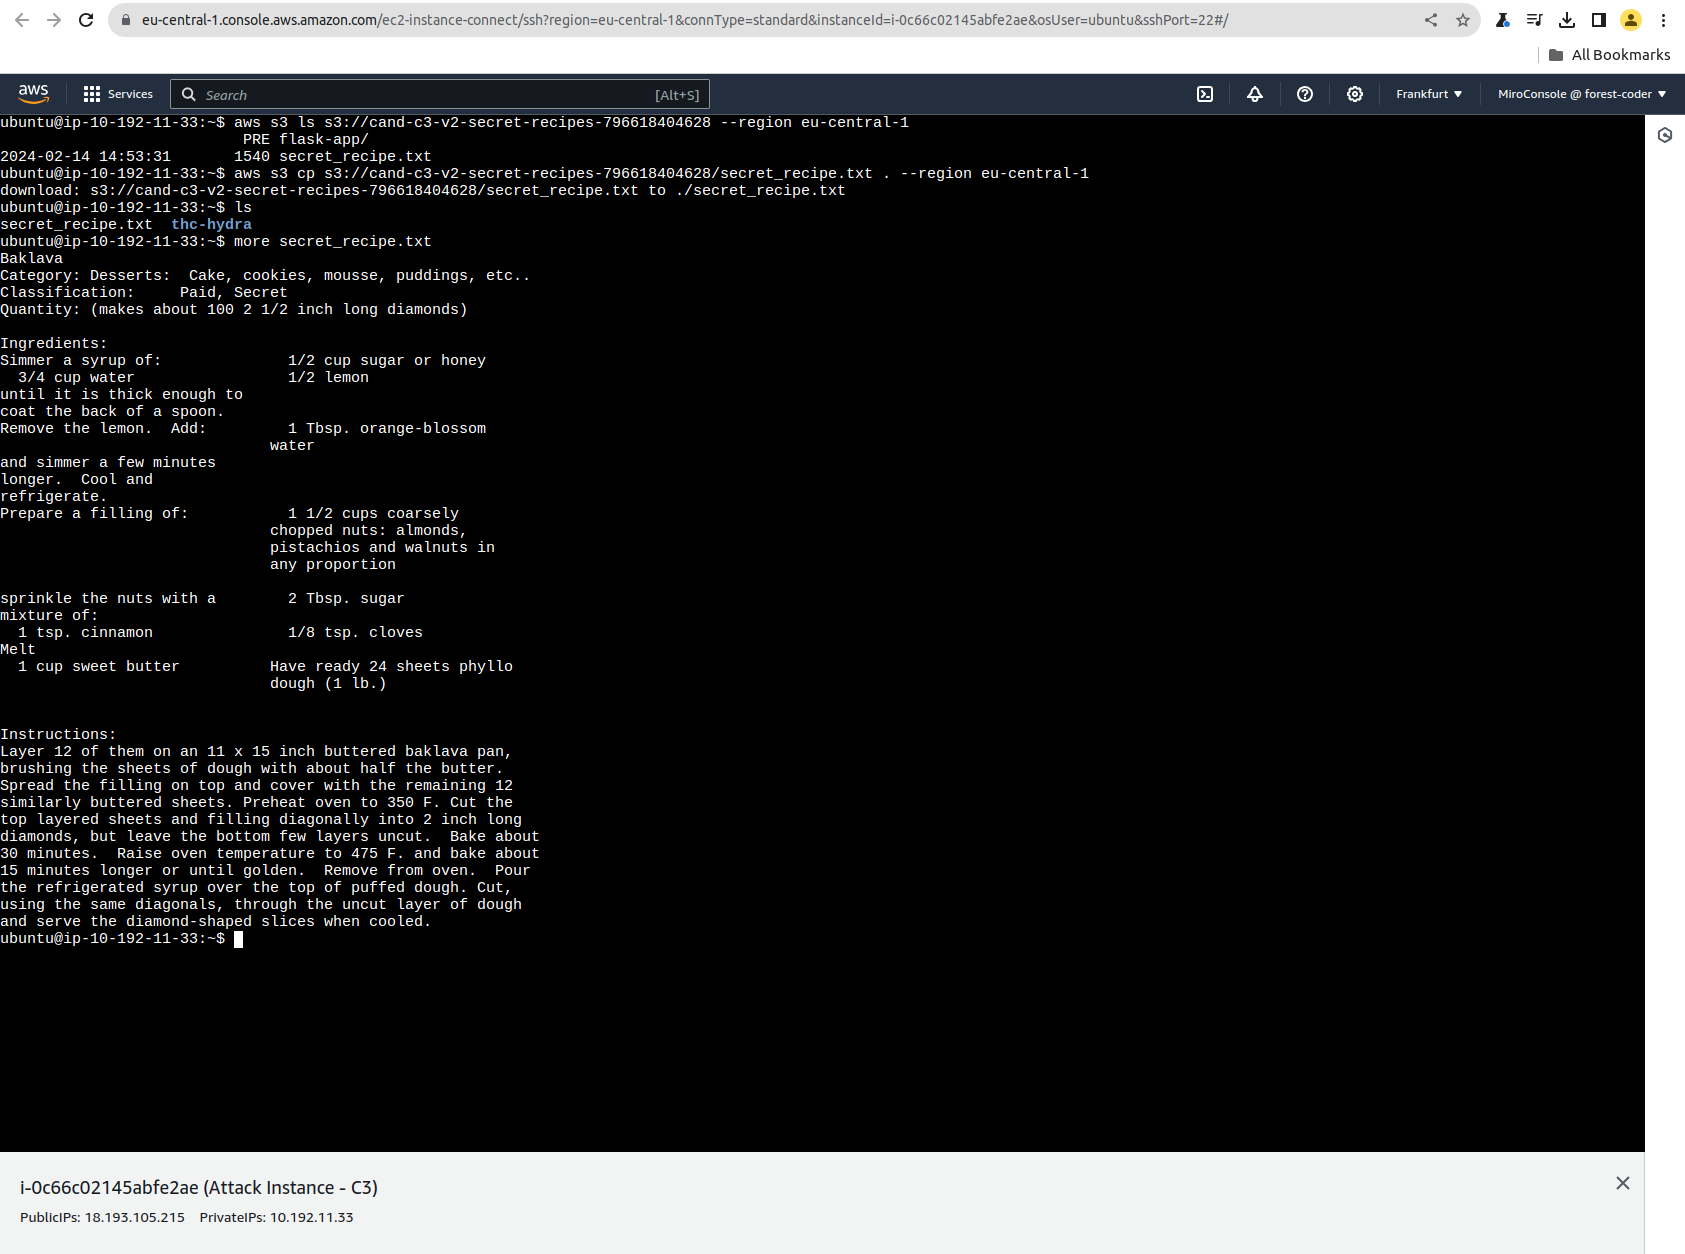 eu-central-1.console.aws.amazon.com/ec2-instance-connect/ssh?region=eu-central-1&connType=standard&instanceId=i-0c66c02145abfe2ae&osUser=ubuntu&sshPort=22#/
All Bookmarks
aws Services Search [Alt+S] Frankfurt MiroConsole @ forest-coder
ubuntu@ip-10-192-11-33:~$ aws s3 ls s3://cand-c3-v2-secret-recipes-796618404628 --region eu-central-1
PRE flask-app/
2024-02-14 14:53:31 1540 secret_recipe.txt
ubuntu@ip-10-192-11-33:~$ aws s3 cp s3://cand-c3-v2-secret-recipes-796618404628/secret_recipe.txt . --region eu-central-1
download: s3://cand-c3-v2-secret-recipes-796618404628/secret_recipe.txt to ./secret_recipe.txt
ubuntu@ip-10-192-11-33:~$ ls
secret_recipe.txt thc-hydra
ubuntu@ip-10-192-11-33:~$ more secret_recipe.txt
Baklava
Category: Desserts: Cake, cookies, mousse, puddings, etc..
Classification: Paid, Secret
Quantity: (makes about 100 2 1/2 inch long diamonds)
Ingredients:
Simmer a syrup of: 1/2 cup sugar or honey
3/4 cup water 1/2 lemon
until it is thick enough to
coat the back of a spoon.
Remove the lemon. Add: 1 Tbsp. orange-blossom
water
and simmer a few minutes
longer. Cool and
refrigerate.
Prepare a filling of: 1 1/2 cups coarsely
chopped nuts: almonds,
pistachios and walnuts in
any proportion
sprinkle the nuts with a 2 Tbsp. sugar
mixture of:
1 tsp. cinnamon 1/8 tsp. cloves
Melt
1 cup sweet butter Have ready 24 sheets phyllo
dough (1 lb.)
Instructions:
Layer 12 of them on an 11 x 15 inch buttered baklava pan,
brushing the sheets of dough with about half the butter.
Spread the filling on top and cover with the remaining 12
similarly buttered sheets. Preheat oven to 350 F. Cut the
top layered sheets and filling diagonally into 2 inch long
diamonds, but leave the bottom few layers uncut. Bake about
30 minutes. Raise oven temperature to 475 F. and bake about
15 minutes longer or until golden. Remove from oven. Pour
the refrigerated syrup over the top of puffed dough. Cut,
using the same diagonals, through the uncut layer of dough
and serve the diamond-shaped slices when cooled.
ubuntu@ip-10-192-11-33:~$
i-0c66c02145abfe2ae (Attack Instance - C3)
PublicIPs: 18.193.105.215 PrivateIPs: 10.192.11.33